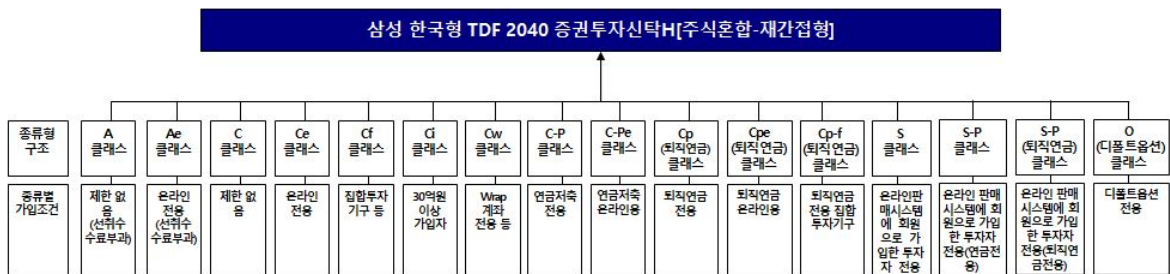 삼성 한국형 TDF 2040 증권투자신탁H[주식혼합-재간접형]
종류형
구조
A
클래스
Ae
클래스
C
클래스
Ce
클래스
Cf
클래스
Ci
클래스
Cw
클래스
C-P
클래스
C-Pe
클래스
Cp
(퇴직연금)
클래스
Cpe
(퇴직연금)
클래스
Cp-f
(퇴직연금)
클래스
S
클래스
S-P
클래스
S-P
(퇴직연금)
클래스
O
(디폴트옵션)
클래스
종류별
가입조건
제한 없
음
(선취수
수료부과)
온라인
전용
(선취수
수료부과)
제한 없
음
온라인
전용
집합투자
기구 등
30억원
이상
가입자
Wrap
계좌
전용 등
연금저축
전용
연금저축
온라인용
퇴직연금
전용
퇴직연금
온라인용
퇴직연금
전용 집합
투자기구
온라인판
매시스템
에 회원
으로 가
입한 투자
자 전용
온라인 판매
시스템에 회
원으로 가입
한 투자자
전용(연금전
용)
온라인 판매
시스템에 회
원으로 가입
한 투자자
전용(퇴직연
금전용)
디폴트옵션
전용